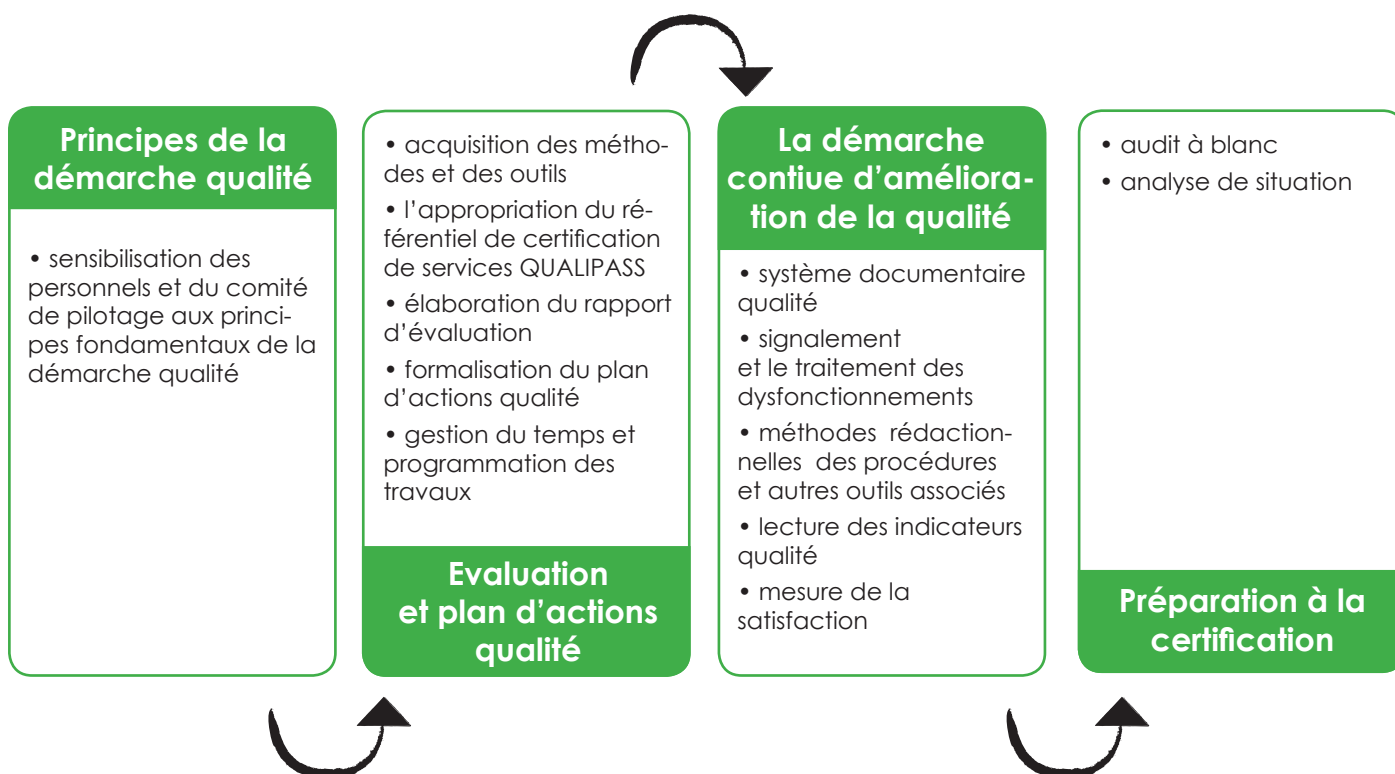 Principes de la
démarche qualité
• sensibilisation des
personnels et du comité
de pilotage aux princi-
pes fondamentaux de la
démarche qualité
• acquisition des métho-
des et des outils
• l'appropriation du ré-
férentiel de certification
de services QUALIPASS
• élaboration du rapport
d'évaluation
• formalisation du plan
d'actions qualité
• gestion du temps et
programmation des
travaux
Evaluation
et plan d'actions
qualité
La démarche
contiue d'améliora-
tion de la qualité
• système documentaire
qualité
• signalement
et le traitement des
dysfonctionnements
• méthodes rédaction-
nelles des procédures
et autres outils associés
• lecture des indicateurs
qualité
• mesure de la
satisfaction
• audit à blanc
• analyse de situation
Préparation à la
certification